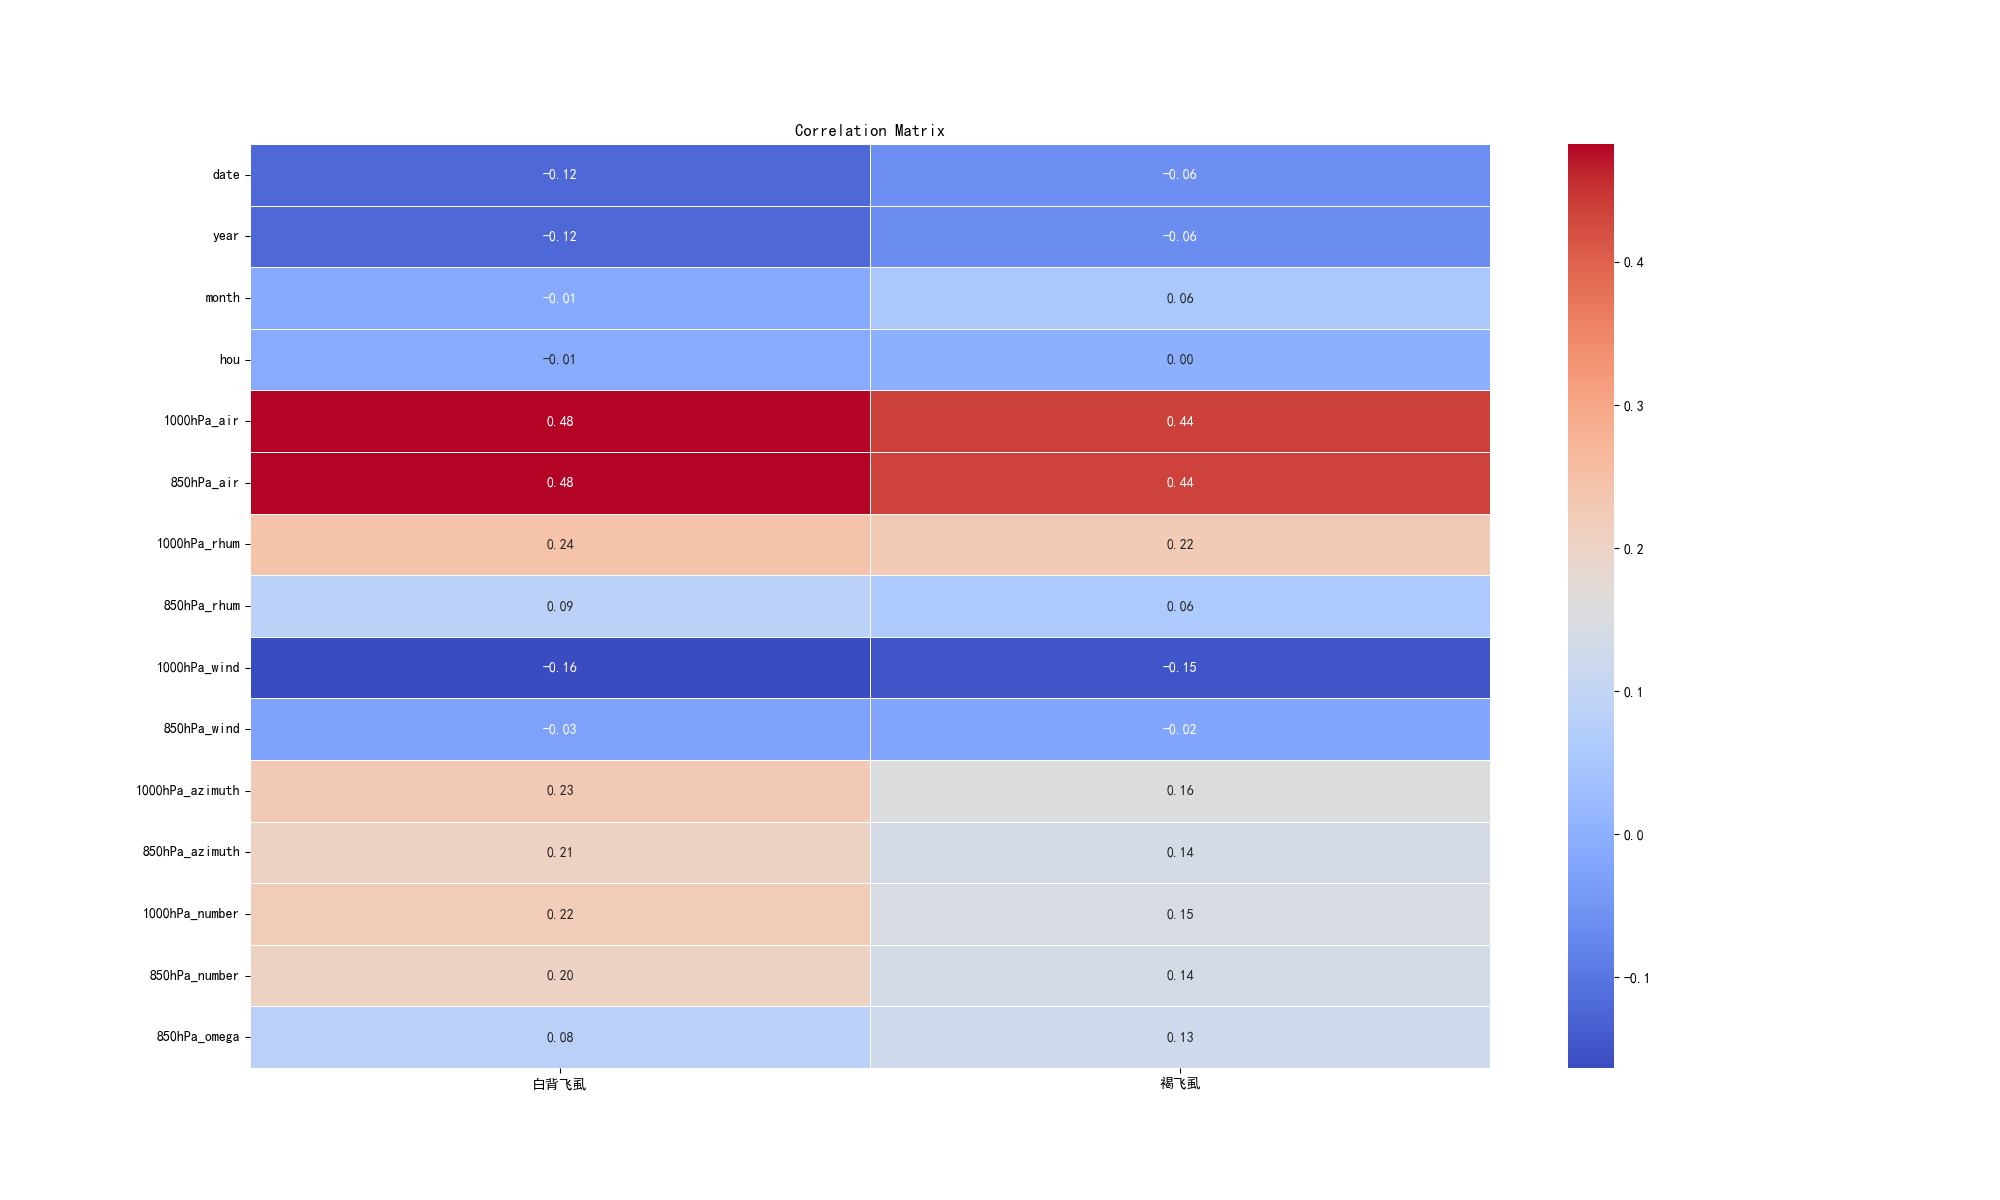 Correlation Matrix
date -0.12 -0.06
year -0.12 -0.06
month -0.01 0.06
hou -0.01 0.00
1000hPa_air 0.48 0.44
850hPa_air 0.48 0.44
1000hPa_rhum 0.24 0.22
850hPa_rhum 0.09 0.06
1000hPa_wind -0.16 -0.15
850hPa_wind -0.03 -0.02
1000hPa_azimuth 0.23 0.16
850hPa_azimuth 0.21 0.14
1000hPa_number 0.22 0.15
850hPa_number 0.20 0.14
850hPa_omega 0.08 0.13
白背飞虱 褐飞虱
0.4
0.3
0.2
0.1
0.0
-0.1